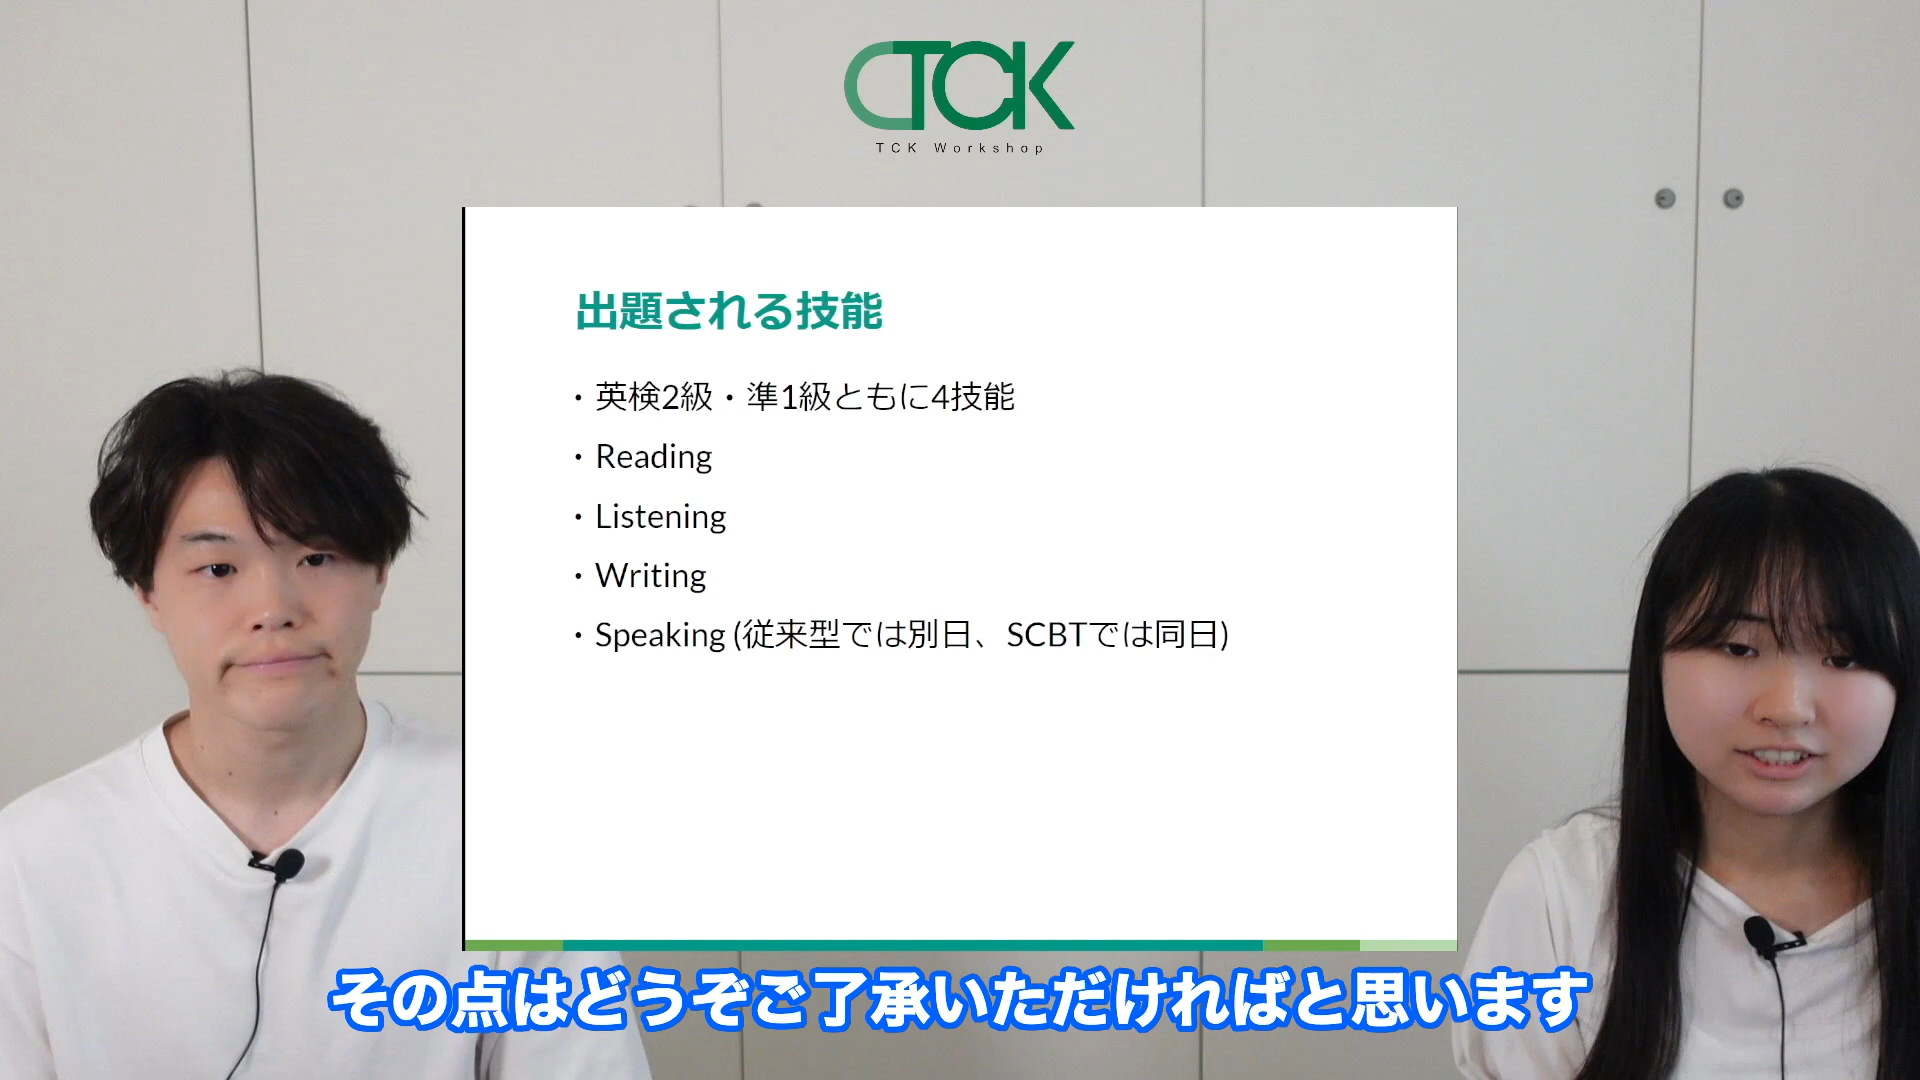 TCK
TCK Workshop
出題される技能
・英検2級・準1級ともに4技能
・Reading
・Listening
・Writing
・Speaking (従来型では別日、SCBTでは同日)
その点はどうぞご了承いただければと思います